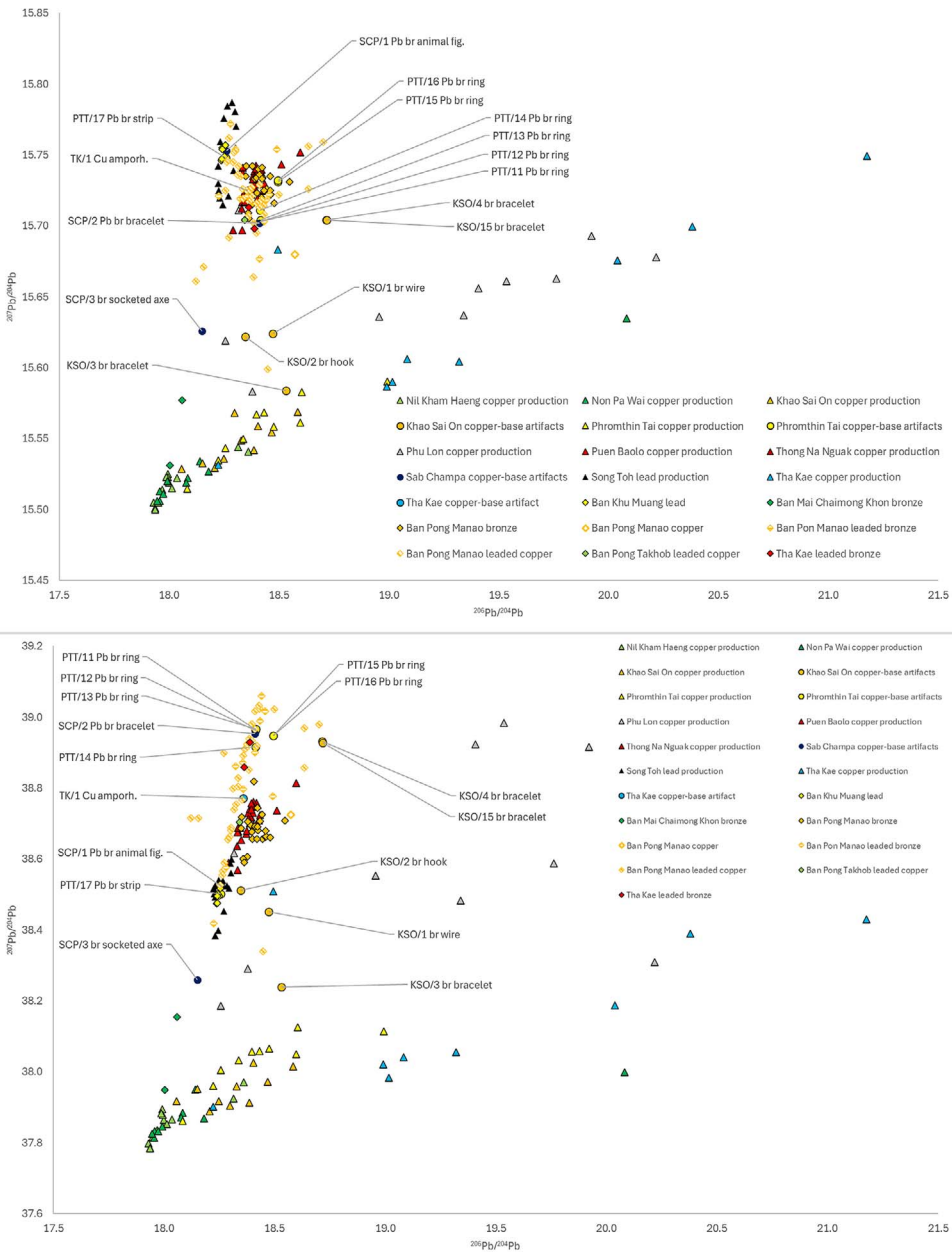 15.85
SCP/1 Pb br animal fig.
15.80
PTT/16 Pb br ring
PTT/15 Pb br ring
PTT/17 Pb br strip
PTT/14 Pb br ring
PTT/13 Pb br ring
15.75
PTT/12 Pb br ring
TK/1 Cu amporh.
PTT/11 Pb br ring
KSO/4 br bracelet
SCP/2 Pb br bracelet
15.70
KSO/15 br bracelet
²⁰⁷Pb/²⁰⁴Pb
15.65
KSO/1 br wire
SCP/3 br socketed axe
KSO/2 br hook
KSO/3 br bracelet
15.60
Nil Kham Haeng copper production Non Pa Wai copper production Khao Sai On copper production
Khao Sai On copper-base artifacts Phromthin Tai copper production Phromthin Tai copper-base artifacts
15.55
Phu Lon copper production Puen Baolo copper production Thong Na Nguak copper production
Sab Champa copper-base artifacts Song Toh lead production Tha Kae copper production
15.50
Tha Kae copper-base artifact Ban Khu Muang lead Ban Mai Chaimong Khon bronze
Ban Pong Manao bronze Ban Pong Manao copper Ban Pon Manao leaded bronze
Ban Pong Manao leaded copper Ban Pong Takhob leaded copper Tha Kae leaded bronze
15.45
17.5 18.0 18.5 19.0 19.5 20.0 20.5 21.0 21.5
²⁰⁶Pb/²⁰⁴Pb
39.2
PTT/11 Pb br ring
PTT/12 Pb br ring
PTT/13 Pb br ring
PTT/15 Pb br ring
PTT/16 Pb br ring
39.0
SCP/2 Pb br bracelet
PTT/14 Pb br ring
38.8
TK/1 Cu amporh.
KSO/4 br bracelet
KSO/15 br bracelet
38.6
SCP/1 Pb br animal fig.
KSO/2 br hook
PTT/17 Pb br strip
²⁰⁷Pb/²⁰⁴Pb
38.4
KSO/1 br wire
SCP/3 br socketed axe
KSO/3 br bracelet
38.2
38.0
37.8
37.6
Nil Kham Haeng copper production Non Pa Wai copper production
Khao Sai On copper production Khao Sai On copper-base artifacts
Phromthin Tai copper production Phromthin Tai copper-base artifacts
Phu Lon copper production Puen Baolo copper production
Thong Na Nguak copper production Sab Champa copper-base artifacts
Song Toh lead production Tha Kae copper production
Tha Kae copper-base artifact Ban Khu Muang lead
Ban Mai Chaimong Khon bronze Ban Pong Manao bronze
Ban Pong Manao copper Ban Pon Manao leaded bronze
Ban Pong Manao leaded copper Ban Pong Takhob leaded copper
Tha Kae leaded bronze
17.5 18.0 18.5 19.0 19.5 20.0 20.5 21.0 21.5
²⁰⁶Pb/²⁰⁴Pb